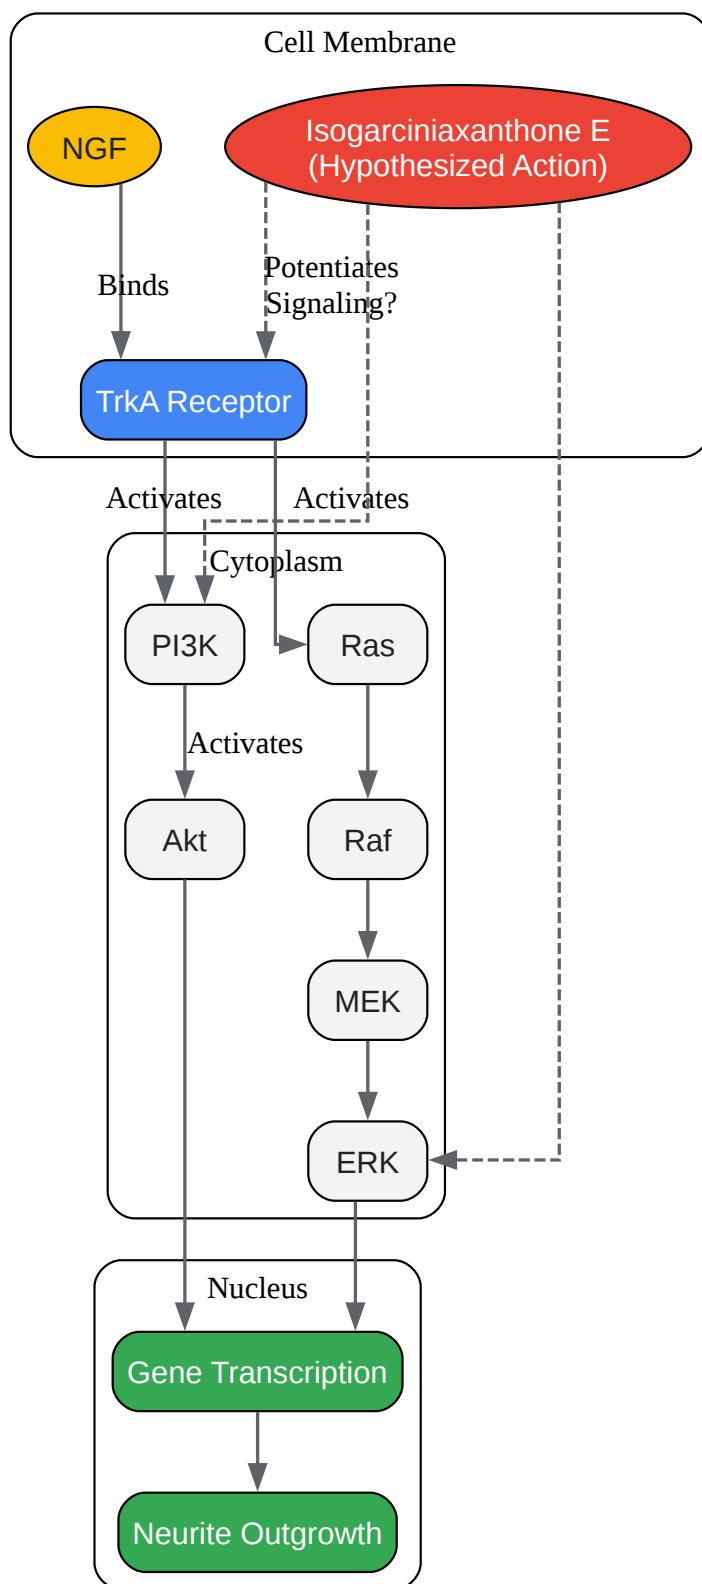 Cell Membrane
NGF
Isogarciniaxanthone E
(Hypothesized Action)
Binds
Potentiates
Signaling?
TrkA Receptor
Activates
Activates
Cytoplasm
PI3K
Ras
Activates
Akt
Raf
MEK
ERK
Nucleus
Gene Transcription
Neurite Outgrowth